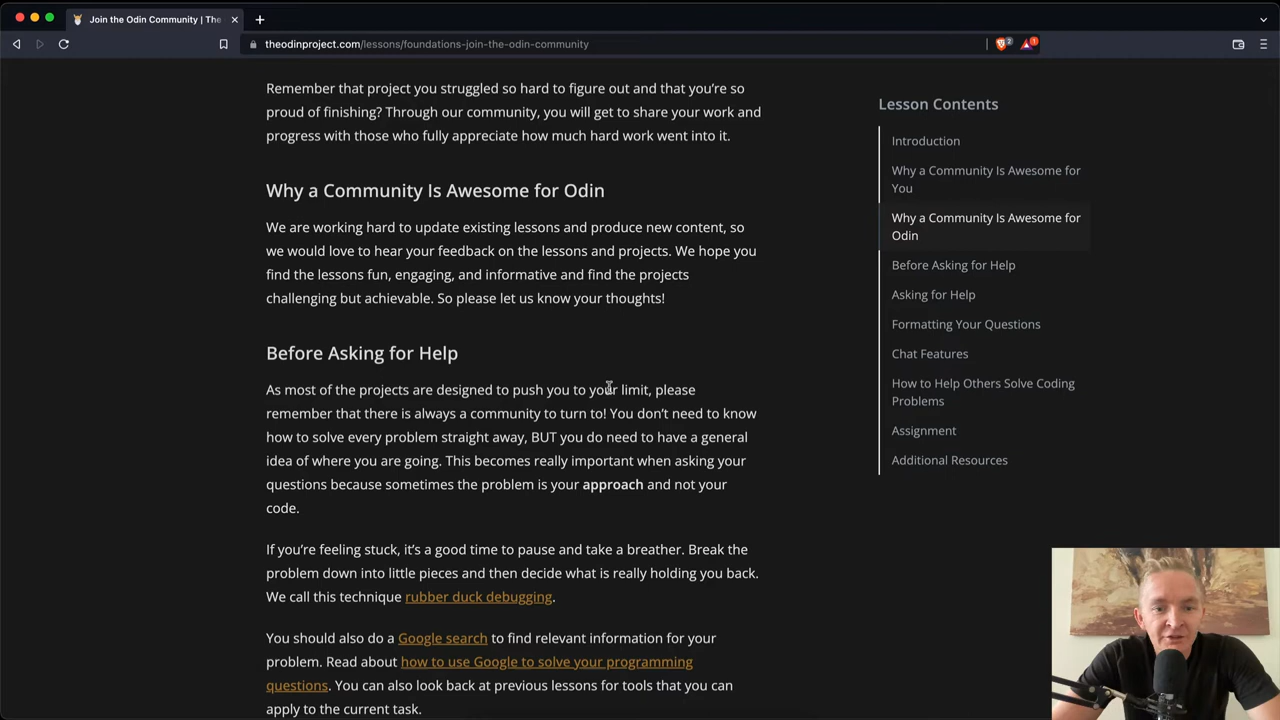 Join the Odin Community | The
theodinproject.com/lessons/foundations-join-the-odin-community
2
1
Remember that project you struggled so hard to figure out and that you're so
proud of finishing? Through our community, you will get to share your work and
progress with those who fully appreciate how much hard work went into it.
Why a Community Is Awesome for Odin
We are working hard to update existing lessons and produce new content, so
we would love to hear your feedback on the lessons and projects. We hope you
find the lessons fun, engaging, and informative and find the projects
challenging but achievable. So please let us know your thoughts!
Before Asking for Help
As most of the projects are designed to push you to your limit, please
remember that there is always a community to turn to! You don't need to know
how to solve every problem straight away, BUT you do need to have a general
idea of where you are going. This becomes really important when asking your
questions because sometimes the problem is your approach and not your
code.
If you're feeling stuck, it's a good time to pause and take a breather. Break the
problem down into little pieces and then decide what is really holding you back.
We call this technique rubber duck debugging.
You should also do a Google search to find relevant information for your
problem. Read about how to use Google to solve your programming
questions. You can also look back at previous lessons for tools that you can
apply to the current task.
Lesson Contents
Introduction
Why a Community Is Awesome for
You
Why a Community Is Awesome for
Odin
Before Asking for Help
Asking for Help
Formatting Your Questions
Chat Features
How to Help Others Solve Coding
Problems
Assignment
Additional Resources